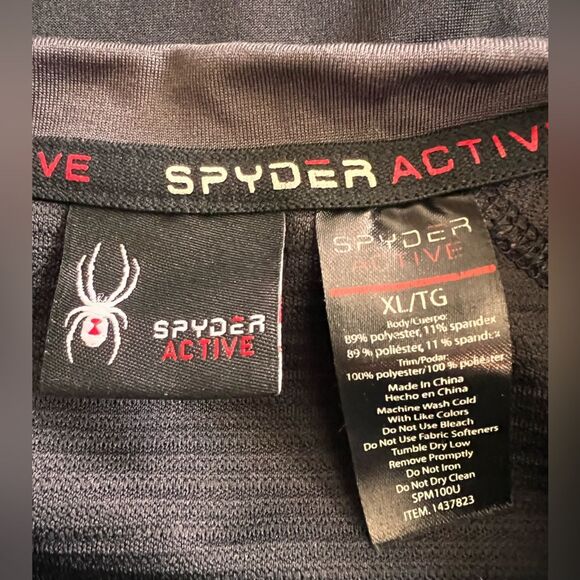 VE SPYDER ACTIVE
SPYDER
ACTIVE
SPYDER
ACTIVE
XL/TG
Body/Cuerpo:
89% polyester, 11% spandex
89% poliéster, 11% spandex
Trim/Podar:
100% polyester/100% poliéster
Made In China
Hecho en China
Machine Wash Cold
With Like Colors
Do Not Use Bleach
Do Not Use Fabric Softeners
Tumble Dry Low
Remove Promptly
Do Not Iron
Do Not Dry Clean
SPM100U
ITEM. 1437823